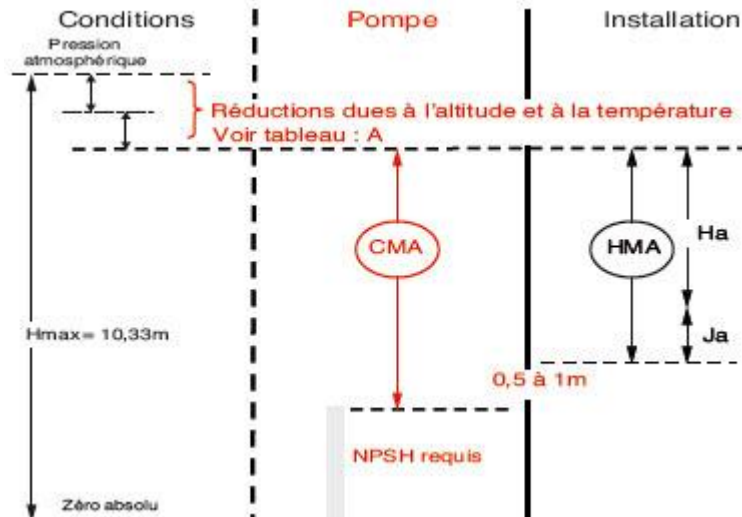 Conditions
Pompe
Installation
Pression
atmosphérique
Réductions dues à l'altitude et à la température
Voir tableau : A
CMA
HMA
Ha
Hmax= 10,33m
Ja
0,5 à 1m
NPSH requis
Zéro absolu